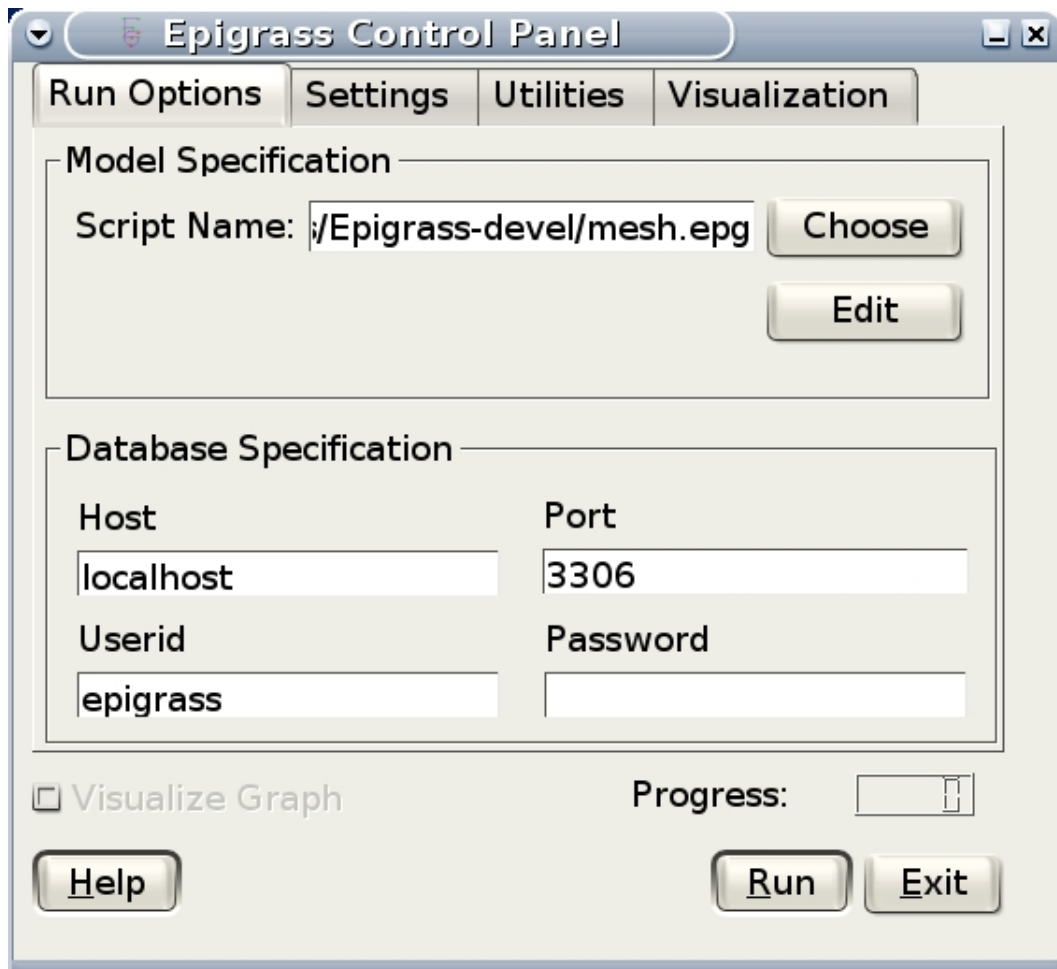 Epigrass Control Panel
Run Options Settings Utilities Visualization
Model Specification
Script Name: /Epigrass-devel/mesh.epg Choose
Edit
Database Specification
Host Port
localhost 3306
Userid Password
epigrass
Visualize Graph Progress: 0
Help Run Exit